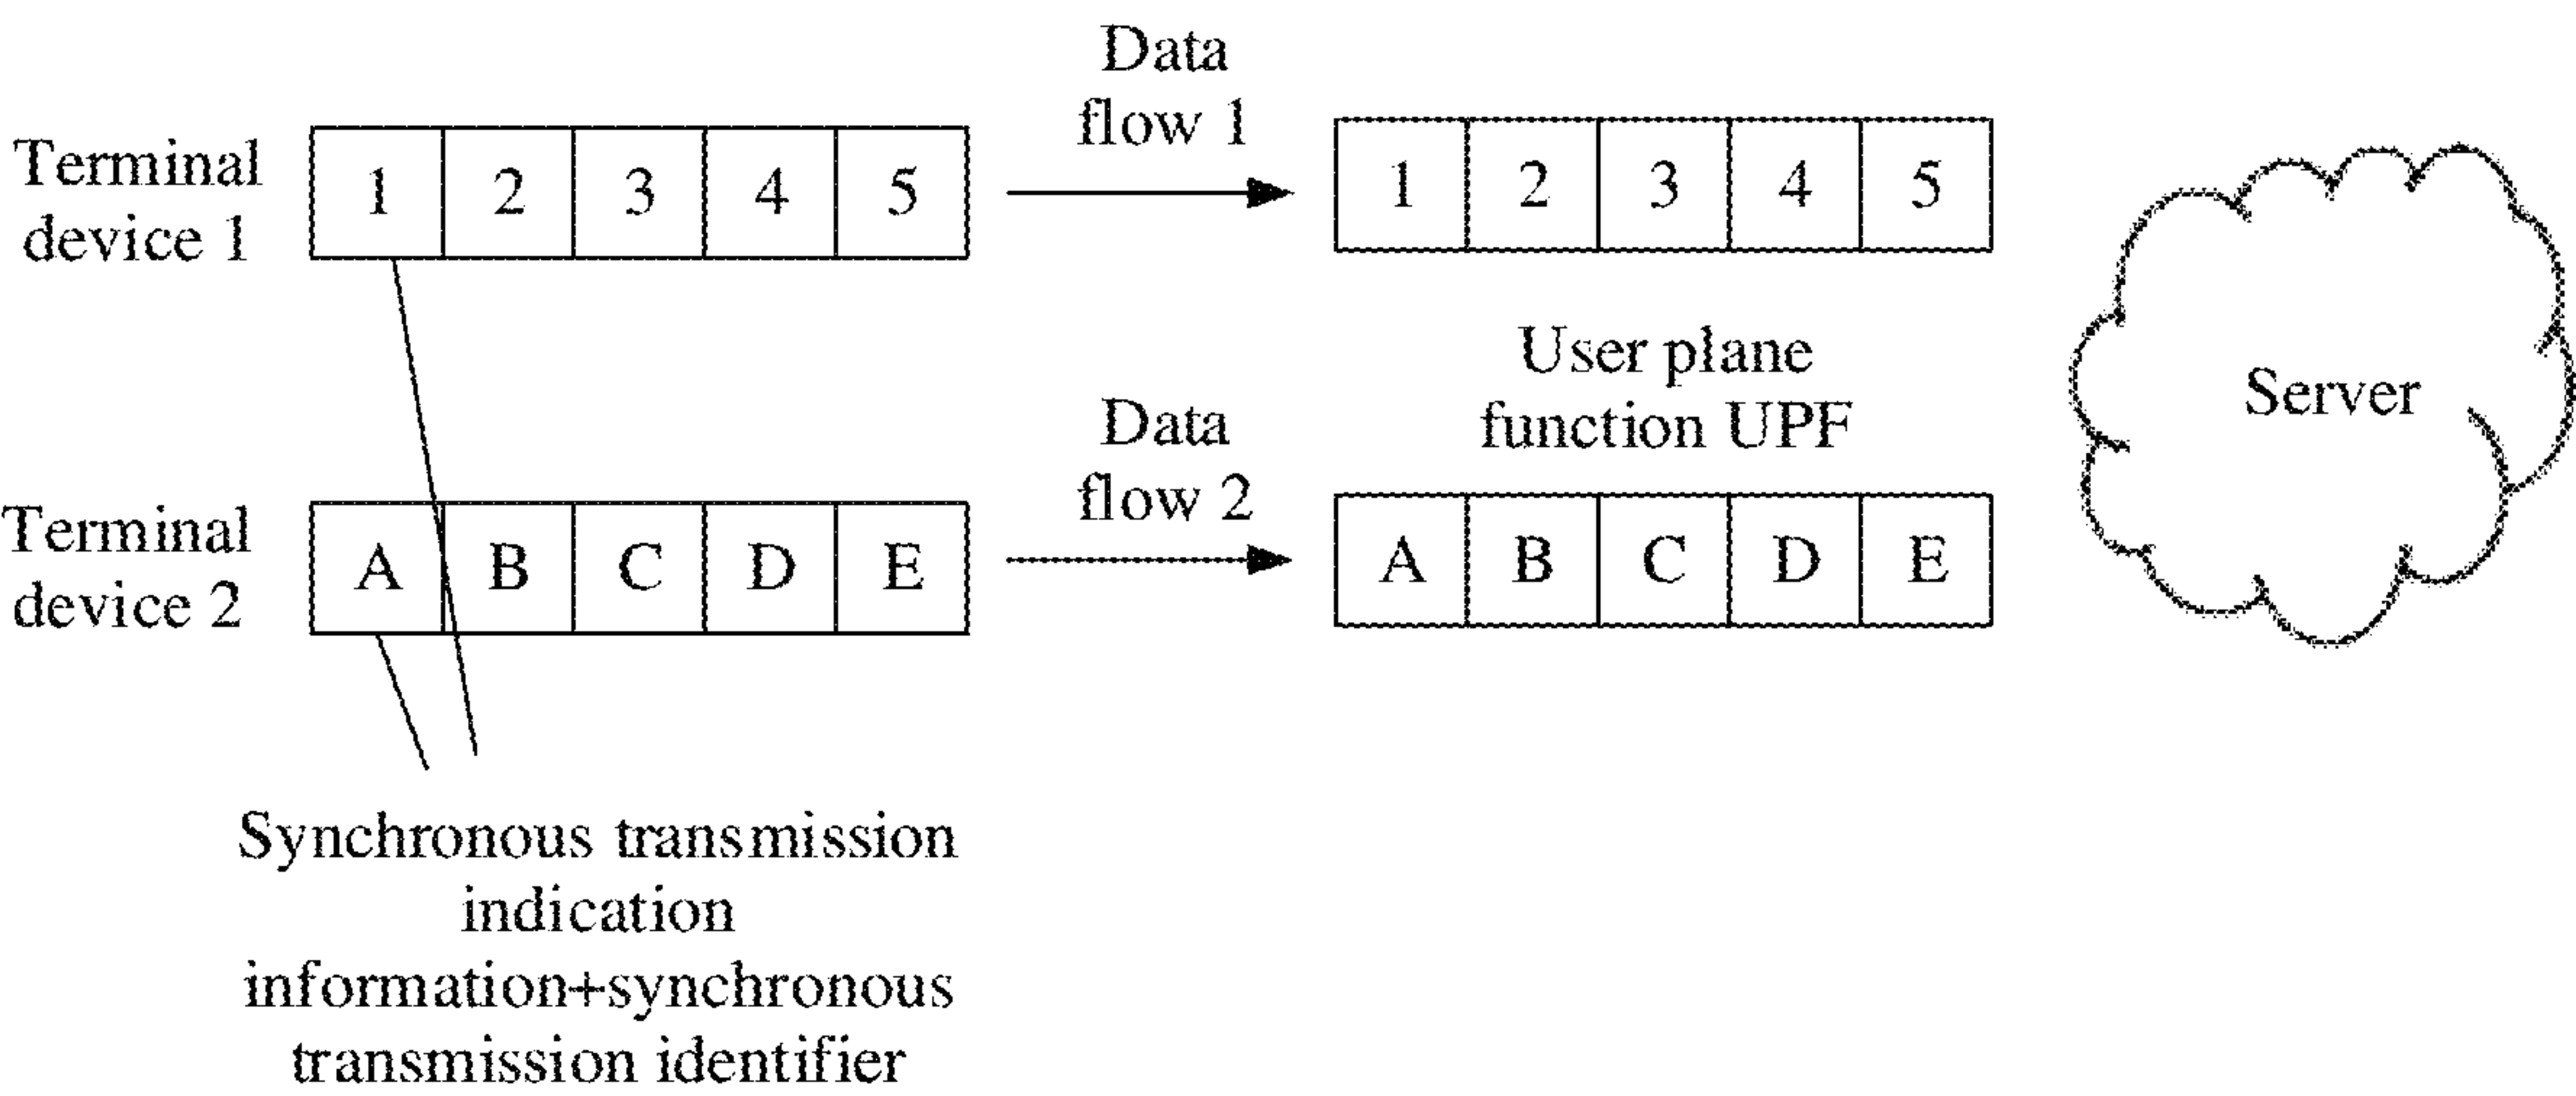 Data
flow 1
Terminal
device 1
1 2 3 4 5
1 2 3 4 5
User plane
function UPF
Server
Data
flow 2
Terminal
device 2
A B C D E
A B C D E
Synchronous transmission
indication
information+synchronous
transmission identifier